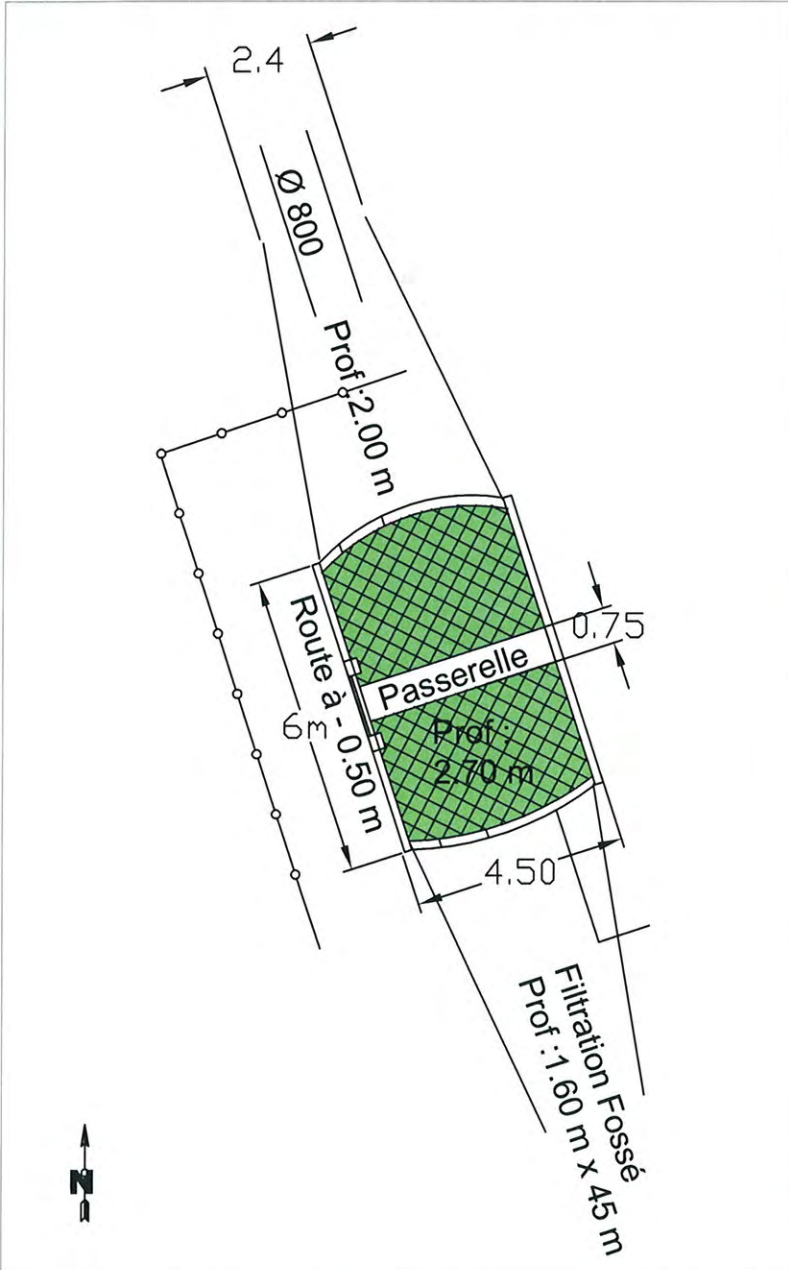 2.4
Ø 800
Prof :2.00 m
0.75
Route à - 0.50 m
Passerelle
6m
Prof :
2.70 m
4.50
Filtration Fossé
Prof :1.60 m x 45 m
N